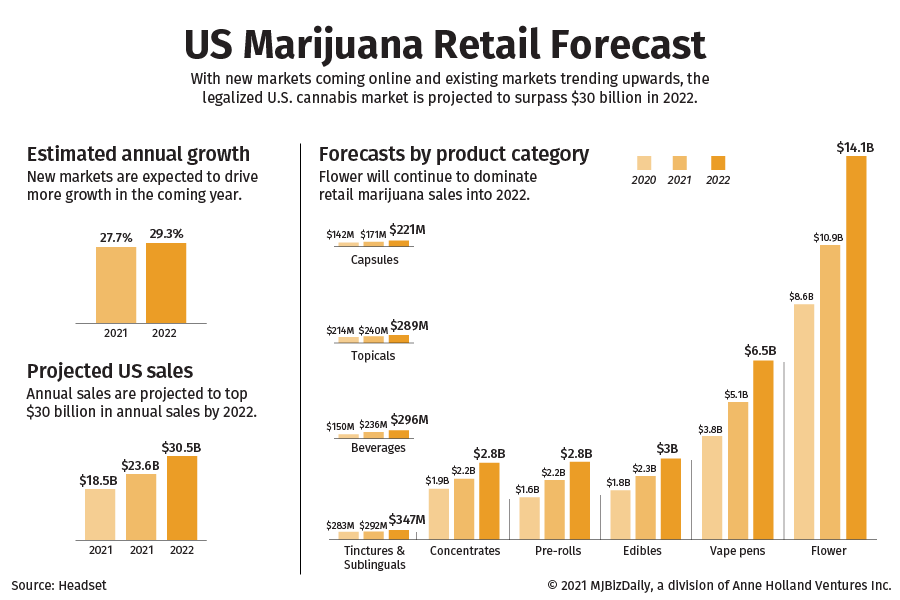 US Marijuana Retail Forecast
With new markets coming online and existing markets trending upwards, the
legalized U.S. cannabis market is projected to surpass $30 billion in 2022.
Estimated annual growth
New markets are expected to drive
more growth in the coming year.
27.7% 29.3%
2021 2022
Projected US sales
Annual sales are projected to top
$30 billion in annual sales by 2022.
$18.5B $23.6B $30.5B
2021 2021 2022
Forecasts by product category
Flower will continue to dominate
retail marijuana sales into 2022.
2020 2021 2022
$142M $171M $221M
Capsules
$214M $240M $289M
Topicals
$150M $236M $296M
Beverages
$283M $292M $347M
Tinctures &
Sublinguals
$1.9B $2.2B $2.8B
Concentrates
$1.6B $2.2B $2.8B
Pre-rolls
$1.8B $2.3B $3B
Edibles
$3.8B $5.1B $6.5B
Vape pens
$8.6B $10.9B $14.1B
Flower
Source: Headset
© 2021 MJBizDaily, a division of Anne Holland Ventures Inc.